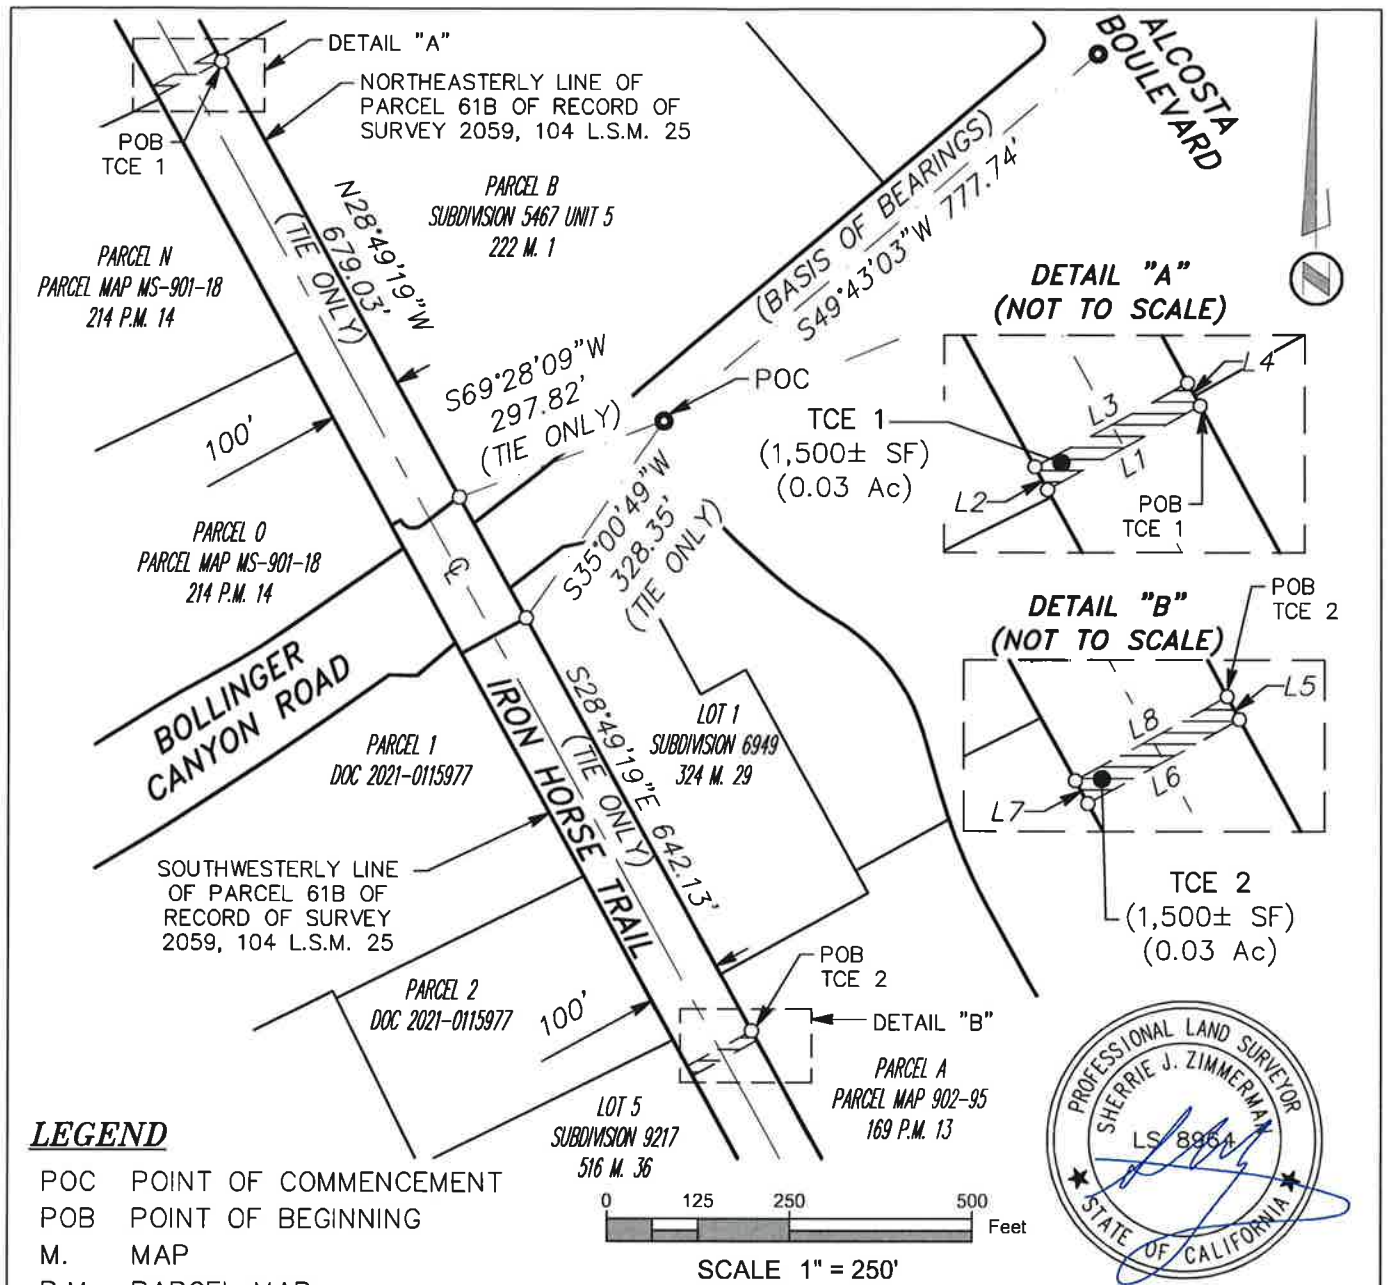 DETAIL "A"
NORTHEASTERLY LINE OF
PARCEL 61B OF RECORD OF
SURVEY 2059, 104 L.S.M. 25
POB
TCE 1
ALCOSTA
BOULEVARD
PARCEL B
SUBDIVISION 5467 UNIT 5
222 M. 1
N28°49'19"W
679.03'
(TIE ONLY)
(BASIS OF BEARINGS)
S49°43'03"W 777.74'
PARCEL N
PARCEL MAP MS-901-18
214 P.M. 14
DETAIL "A"
(NOT TO SCALE)
L4
L3
L1
L2
POB
TCE 1
TCE 1
(1,500± SF)
(0.03 Ac)
S69°28'09"W
297.82'
(TIE ONLY)
POC
100'
S35°00'49"W
328.35'
(TIE ONLY)
PARCEL O
PARCEL MAP MS-901-18
214 P.M. 14
CL
DETAIL "B"
(NOT TO SCALE)
POB
TCE 2
L5
L8
L6
L7
TCE 2
(1,500± SF)
(0.03 Ac)
BOLLINGER
CANYON ROAD
IRON HORSE TRAIL
S28°49'19"E 642.13'
(TIE ONLY)
LOT 1
SUBDIVISION 6949
324 M. 29
PARCEL 1
DOC 2021-0115977
SOUTHWESTERLY LINE
OF PARCEL 61B OF
RECORD OF SURVEY
2059, 104 L.S.M. 25
PARCEL 2
DOC 2021-0115977
100'
POB
TCE 2
DETAIL "B"
PARCEL A
PARCEL MAP 902-95
169 P.M. 13
LOT 5
SUBDIVISION 9217
516 M. 36
PROFESSIONAL LAND SURVEYOR
SHERRIE J. ZIMMERMAN
LS 8964
STATE OF CALIFORNIA
LEGEND
POC POINT OF COMMENCEMENT
POB POINT OF BEGINNING
M. MAP
P.M. PARCEL MAP
0 125 250 500
Feet
SCALE 1" = 250'